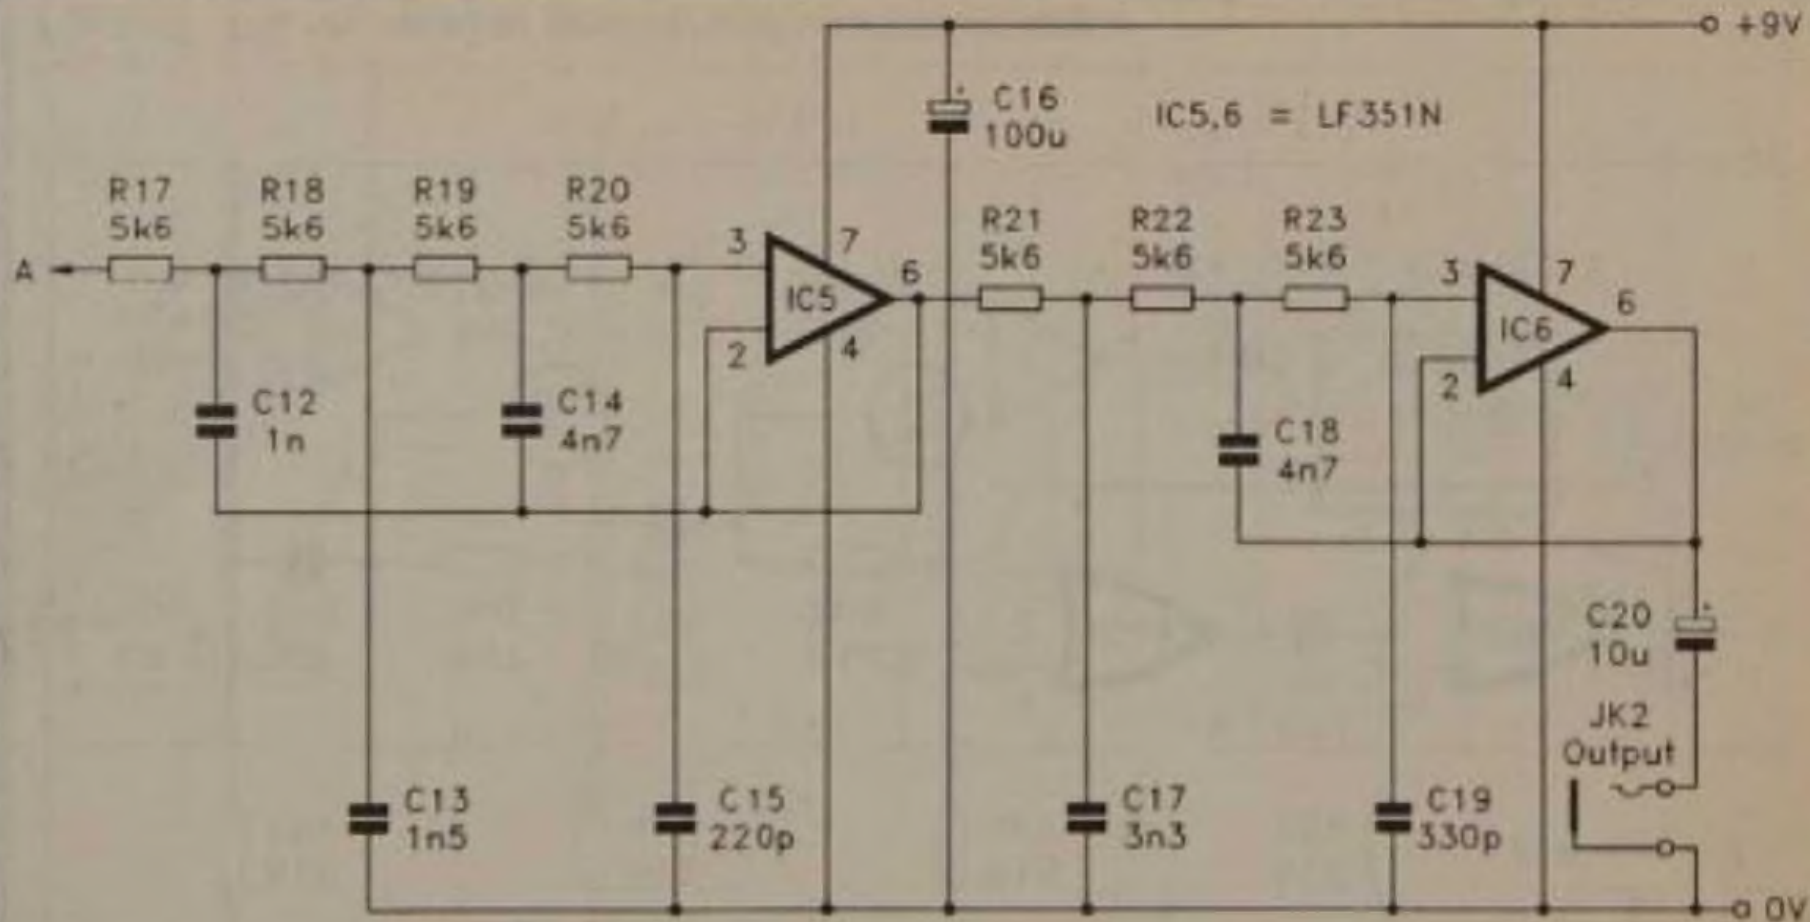 +9V
C16
100u
IC5,6 = LF351N
R17
5k6
R18
5k6
R19
5k6
R20
5k6
R21
5k6
R22
5k6
R23
5k6
A
3
7
6
IC5
2
4
3
7
6
IC6
2
4
C12
1n
C14
4n7
C18
4n7
C20
10u
JK2
Output
C13
1n5
C15
220p
C17
3n3
C19
330p
0V